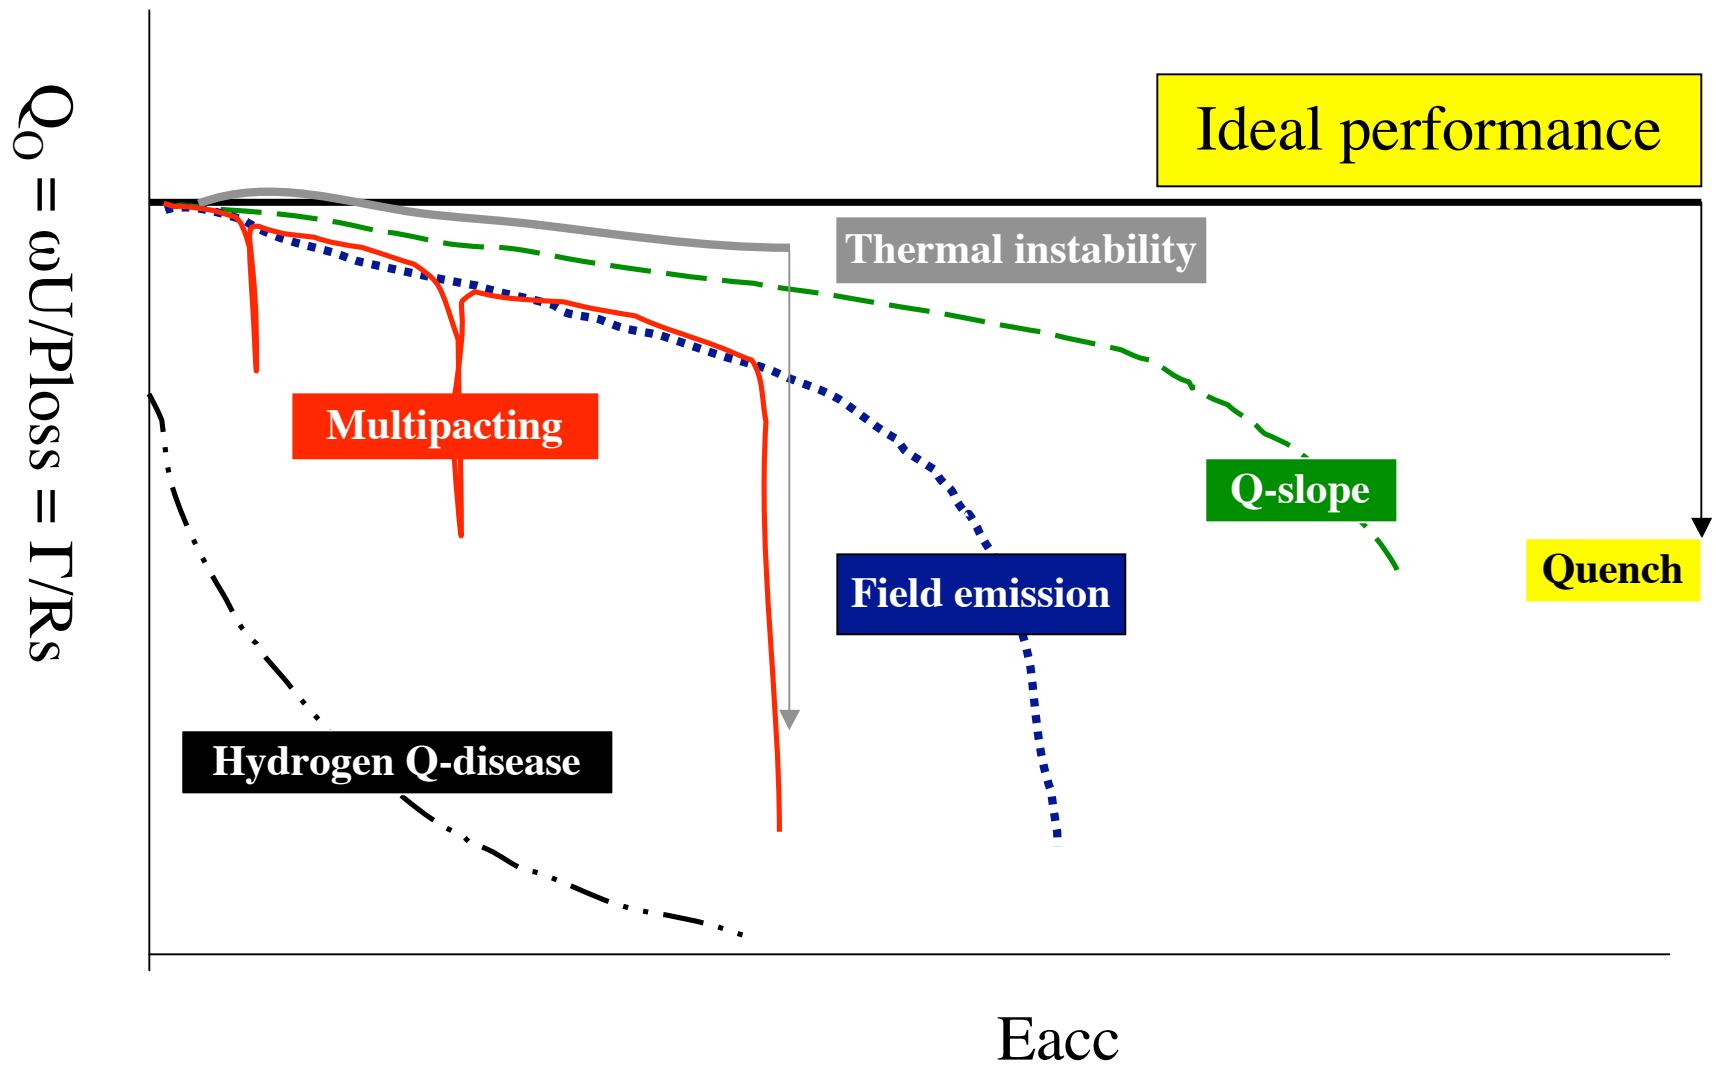 Q₀ = ωU/Ploss = Γ/Rs
Ideal performance
Thermal instability
Multipacting
Q-slope
Quench
Field emission
Hydrogen Q-disease
Eacc